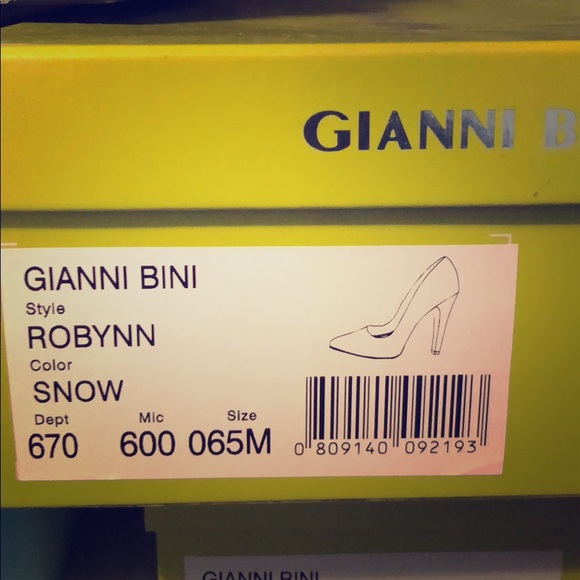 GIANNI B
GIANNI BINI
Style
ROBYNN
Color
SNOW
Dept Mic Size
670 600 065M
0 809140 092193
GIANNI BINI